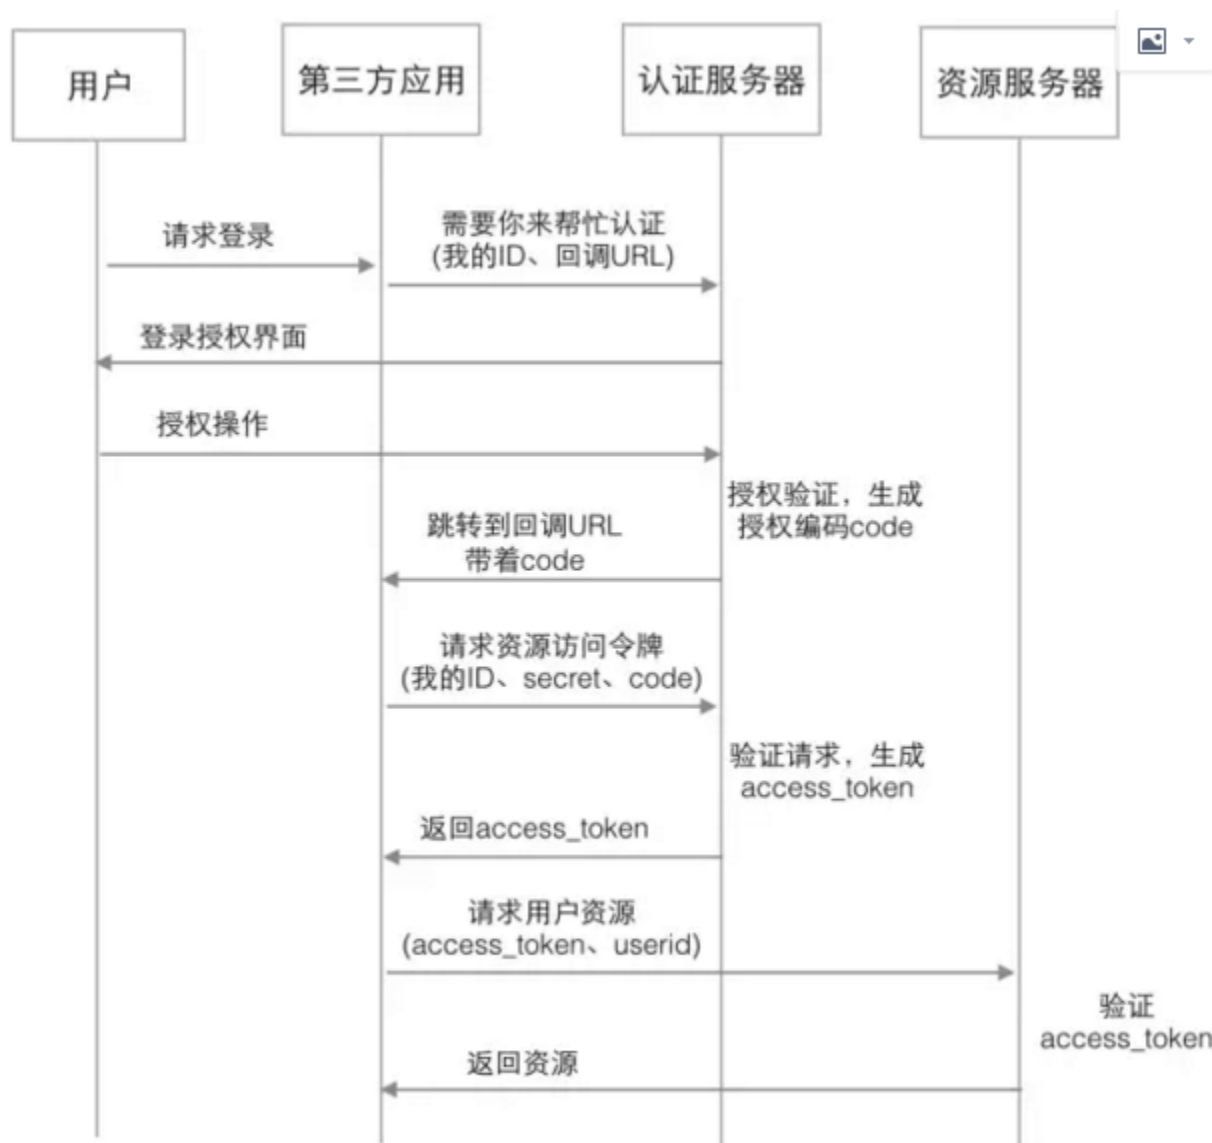 用户
第三方应用
认证服务器
资源服务器
请求登录
需要你来帮忙认证
(我的ID、回调URL)
登录授权界面
授权操作
授权验证，生成
授权编码code
跳转到回调URL
带着code
请求资源访问令牌
(我的ID、secret、code)
验证请求，生成
access_token
返回access_token
请求用户资源
(access_token、userid)
验证
access_token
返回资源